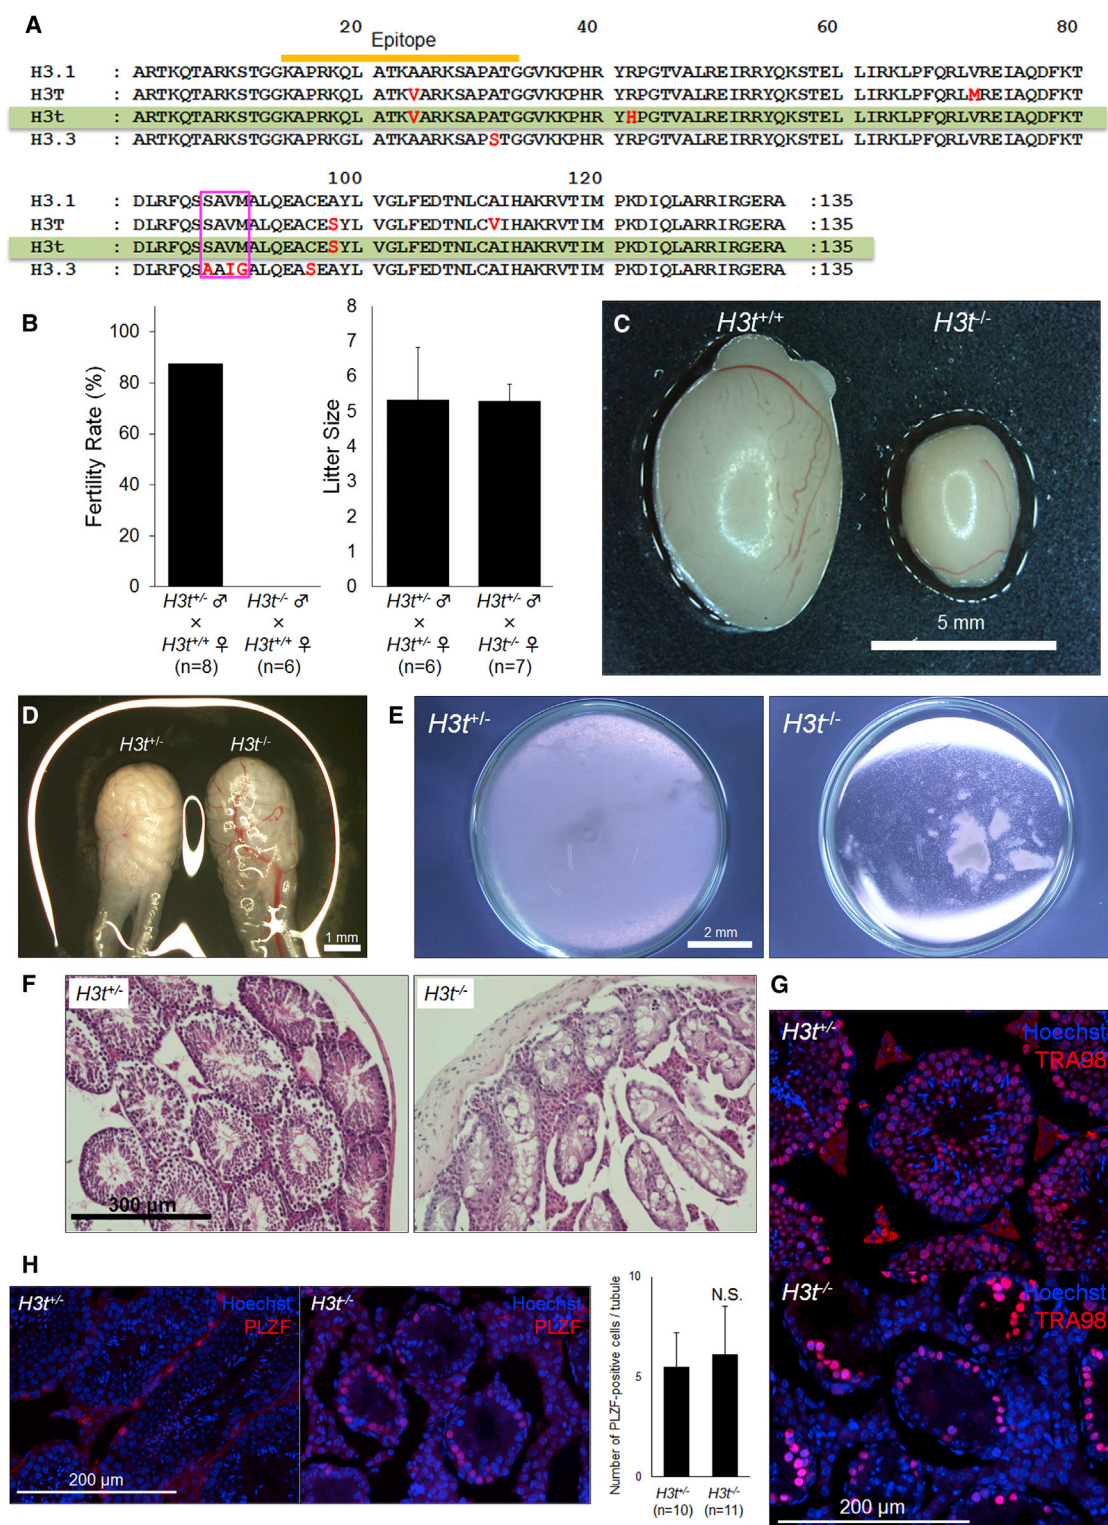 A
20 40 60 80
Epitope
H3.1 : ARTKQTARKSTGGKAPRKQL ATKAARKSAPATGGVKKPHR YRPGTVALREIRRYQKSTEL LIRKLPFQRLVREIAQDFKT
H3T : ARTKQTARKSTGGKAPRKQL ATKVARKSAPATGGVKKPHR YRPGTVALREIRRYQKSTEL LIRKLPFQRLMREIAQDFKT
H3t : ARTKQTARKSTGGKAPRKQL ATKVARKSAPATGGVKKPHR YHPGTVALREIRRYQKSTEL LIRKLPFQRLVREIAQDFKT
H3.3 : ARTKQTARKSTGGKAPRKGL ATKAARKSAPSTGGVKKPHR YRPGTVALREIRRYQKSTEL LIRKLPFQRLVREIAQDFKT
100 120
H3.1 : DLRFQSSAVMALQEACEAYL VGLFEDTNLCAIHAKRVTIM PKDIQLARRIRGERA :135
H3T : DLRFQSSAVMALQEACESYL VGLFEDTNLCVIHAKRVTIM PKDIQLARRIRGERA :135
H3t : DLRFQSSAVMALQEACESYL VGLFEDTNLCAIHAKRVTIM PKDIQLARRIRGERA :135
H3.3 : DLRFQSAAIGALQEASEAYL VGLFEDTNLCAIHAKRVTIM PKDIQLARRIRGERA :135
B
Fertility Rate (%)
100
80
60
40
20
0
H3t+/- ♂ H3t-/- ♂
× ×
H3t+/+ ♀ H3t+/+ ♀
(n=8) (n=6)
Litter Size
8
7
6
5
4
3
2
1
0
H3t+/- ♂ H3t+/- ♂
× ×
H3t+/- ♀ H3t-/- ♀
(n=6) (n=7)
C
H3t+/+ H3t-/-
5 mm
D
H3t+/- H3t-/-
1 mm
E
H3t+/- H3t-/-
2 mm
F
H3t+/- H3t-/-
300 µm
G
H3t+/- Hoechst
TRA98
H3t-/- Hoechst
TRA98
200 µm
H
H3t+/- Hoechst
PLZF
H3t-/- Hoechst
PLZF
200 µm
Number of PLZF-positive cells / tubule
10
5
0
N.S.
H3t+/- H3t-/-
(n=10) (n=11)